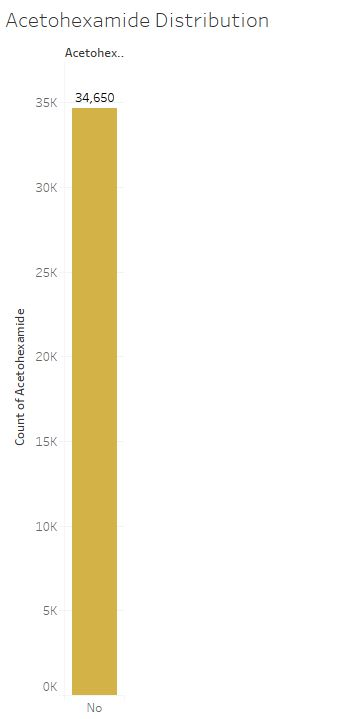 Acetohexamide Distribution
Acetohex..
34,650
35K
30K
25K
20K
15K
10K
5K
0K
Count of Acetohexamide
No